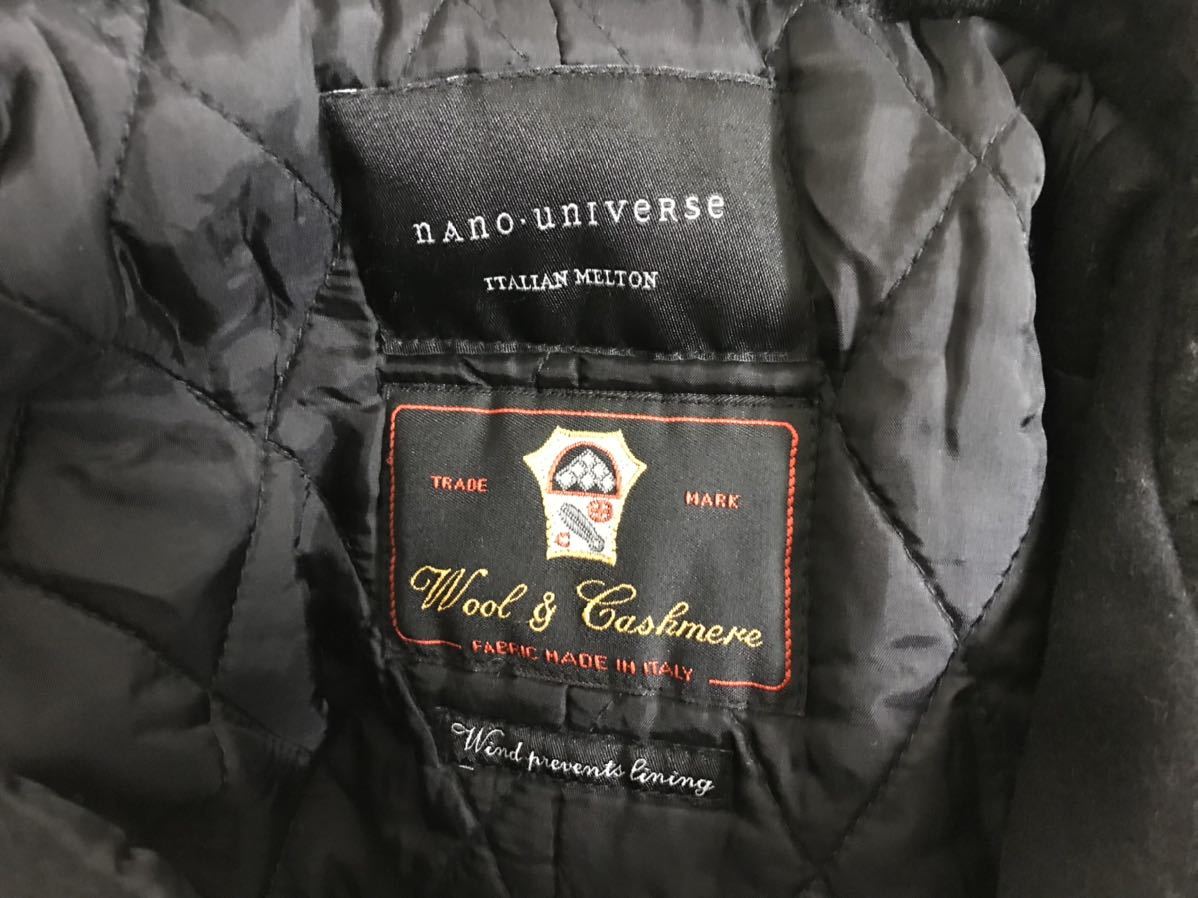 nAno·univeRse
ITALIAN MELTON
TRADE MARK
Wool & Cashmere
FABRIC MADE IN ITALY
Wind prevents lining